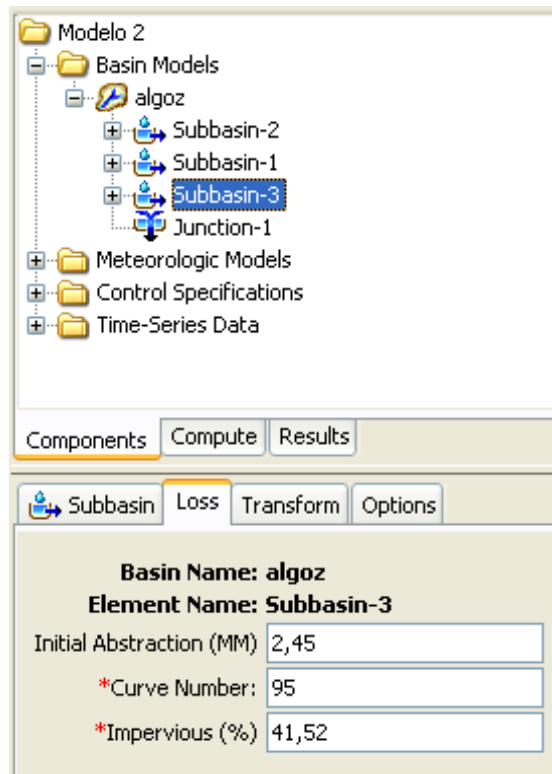 Modelo 2
Basin Models
algoz
Subbasin-2
Subbasin-1
Subbasin-3
Junction-1
Meteorologic Models
Control Specifications
Time-Series Data
Components Compute Results
Subbasin Loss Transform Options
Basin Name: algoz
Element Name: Subbasin-3
Initial Abstraction (MM) 2,45
*Curve Number: 95
*Impervious (%) 41,52